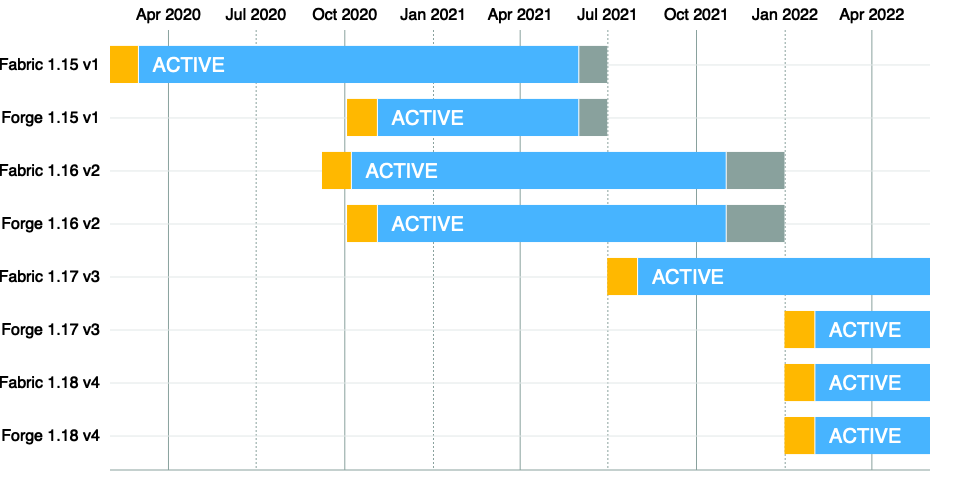 Apr 2020 Jul 2020 Oct 2020 Jan 2021 Apr 2021 Jul 2021 Oct 2021 Jan 2022 Apr 2022
Fabric 1.15 v1 ACTIVE
Forge 1.15 v1 ACTIVE
Fabric 1.16 v2 ACTIVE
Forge 1.16 v2 ACTIVE
Fabric 1.17 v3 ACTIVE
Forge 1.17 v3 ACTIVE
Fabric 1.18 v4 ACTIVE
Forge 1.18 v4 ACTIVE